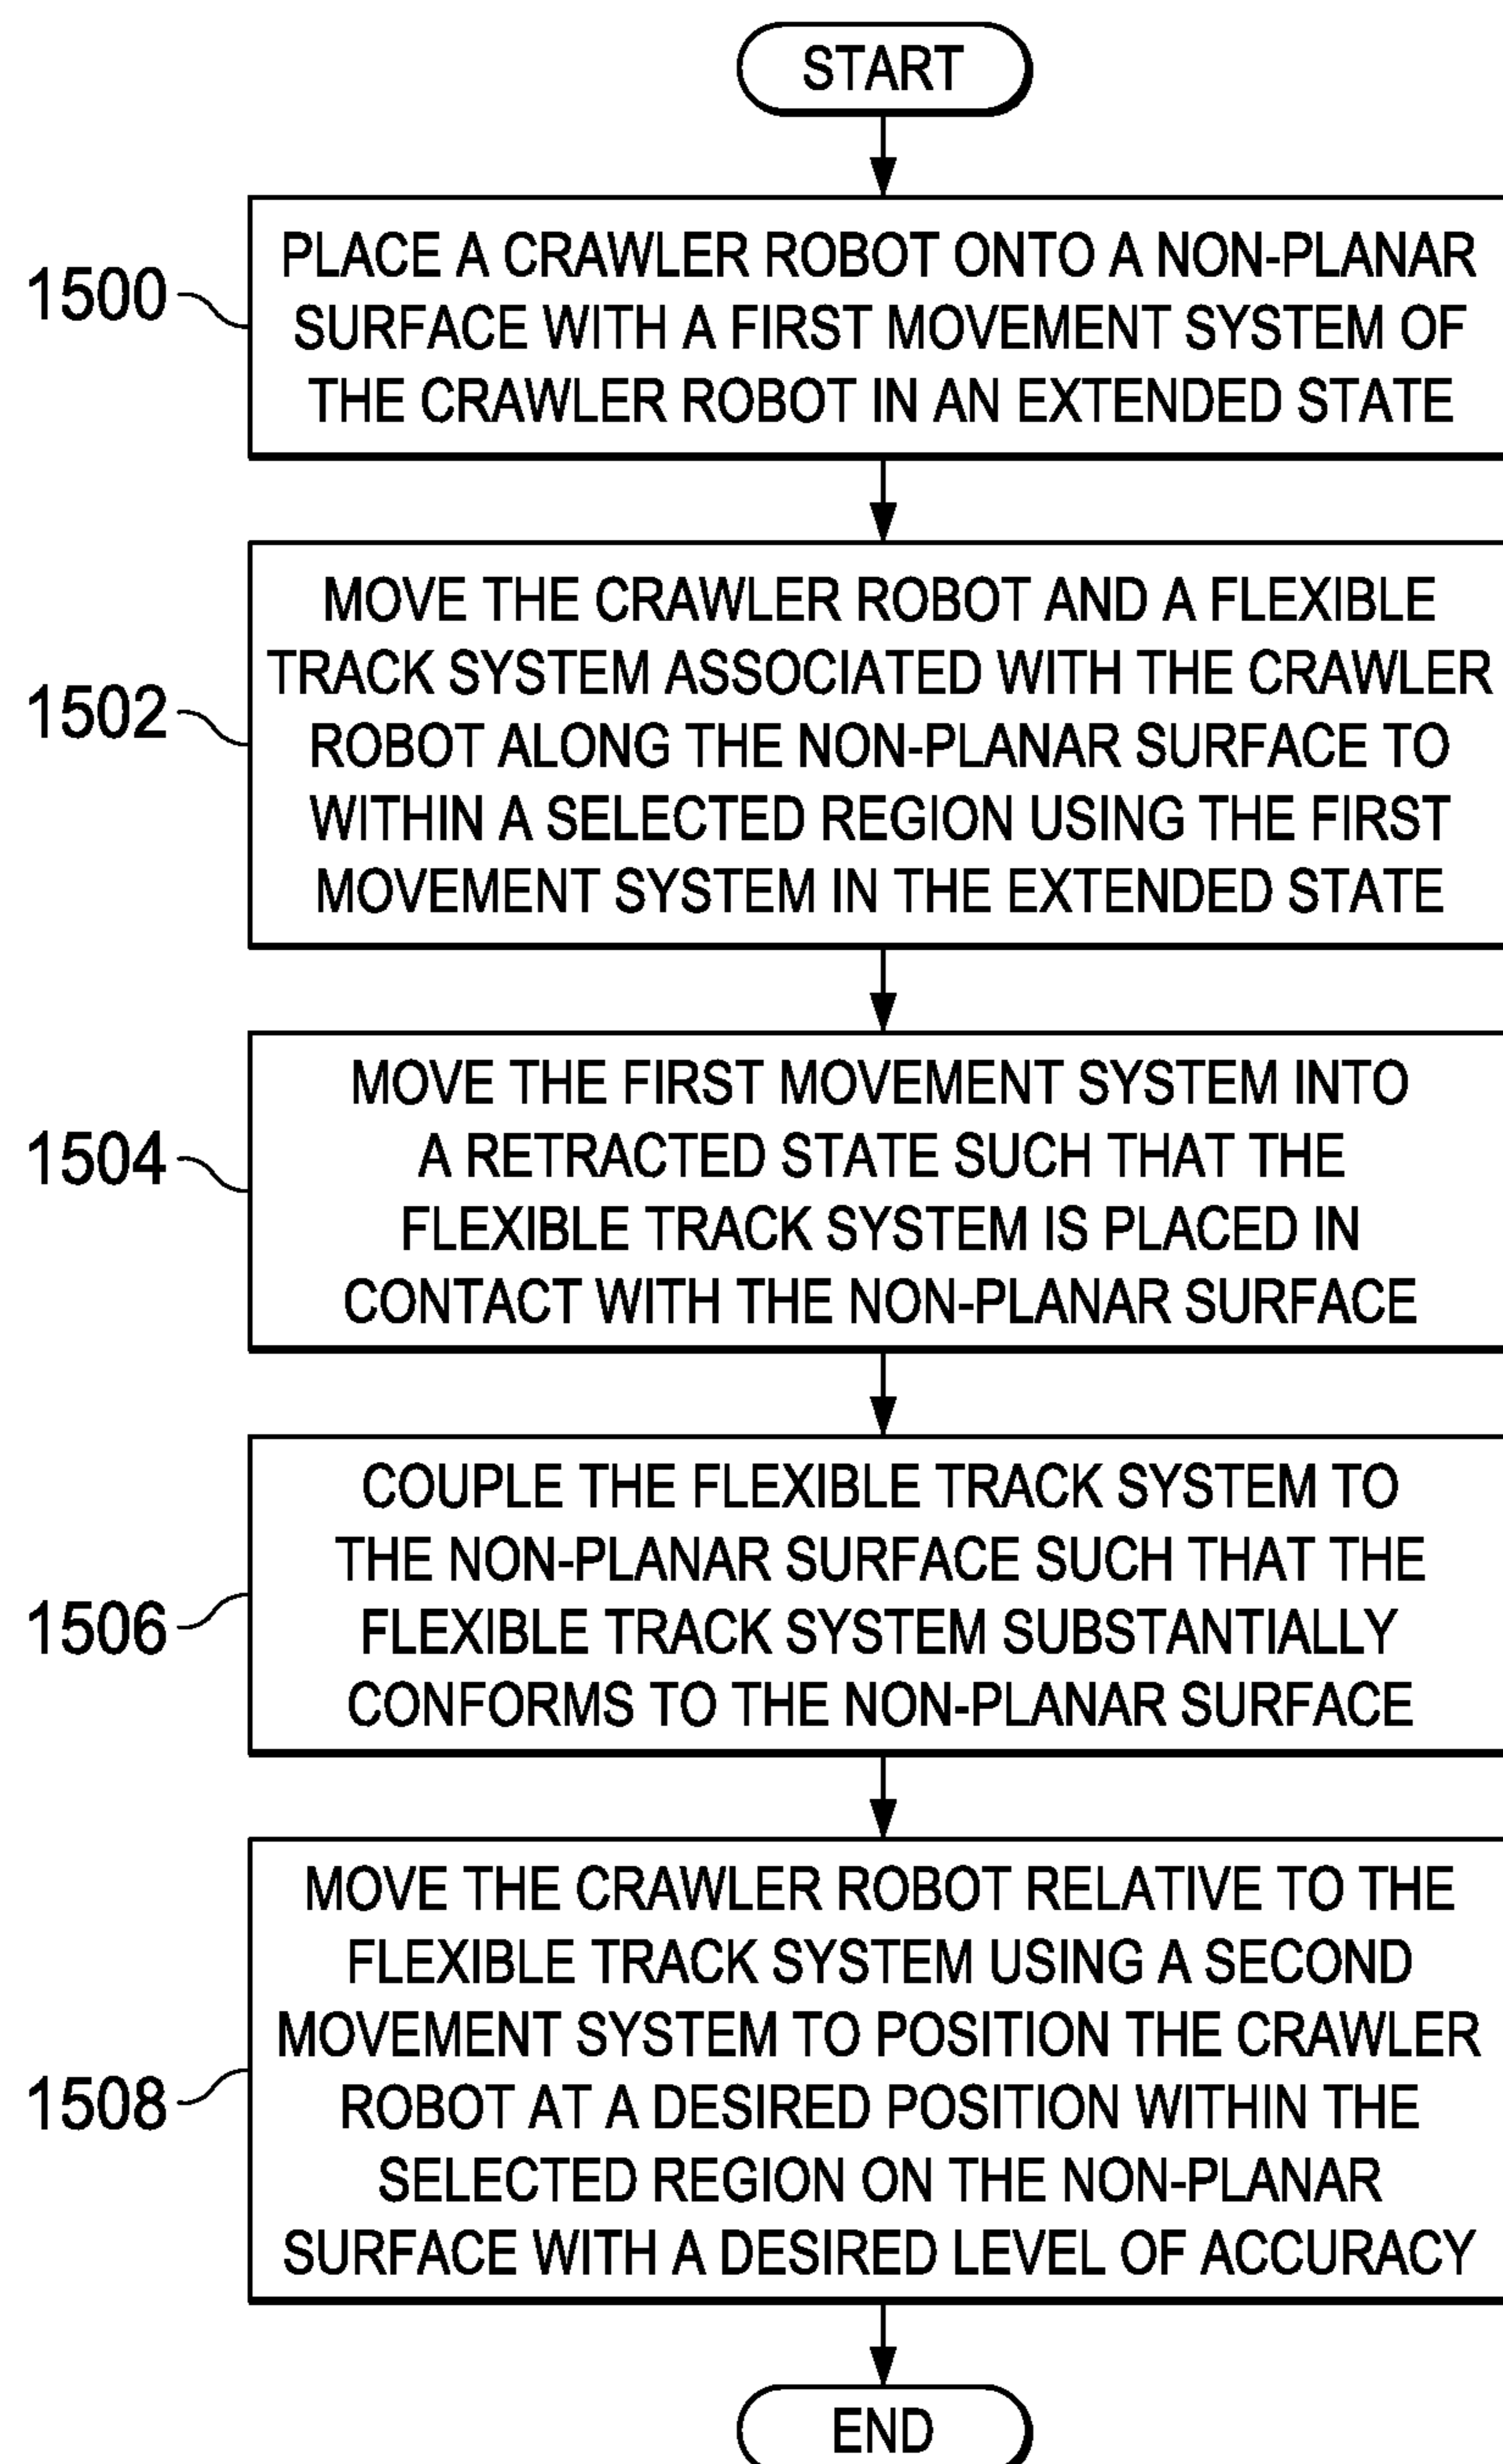 START
1500
PLACE A CRAWLER ROBOT ONTO A NON-PLANAR
SURFACE WITH A FIRST MOVEMENT SYSTEM OF
THE CRAWLER ROBOT IN AN EXTENDED STATE
1502
MOVE THE CRAWLER ROBOT AND A FLEXIBLE
TRACK SYSTEM ASSOCIATED WITH THE CRAWLER
ROBOT ALONG THE NON-PLANAR SURFACE TO
WITHIN A SELECTED REGION USING THE FIRST
MOVEMENT SYSTEM IN THE EXTENDED STATE
1504
MOVE THE FIRST MOVEMENT SYSTEM INTO
A RETRACTED STATE SUCH THAT THE
FLEXIBLE TRACK SYSTEM IS PLACED IN
CONTACT WITH THE NON-PLANAR SURFACE
1506
COUPLE THE FLEXIBLE TRACK SYSTEM TO
THE NON-PLANAR SURFACE SUCH THAT THE
FLEXIBLE TRACK SYSTEM SUBSTANTIALLY
CONFORMS TO THE NON-PLANAR SURFACE
1508
MOVE THE CRAWLER ROBOT RELATIVE TO THE
FLEXIBLE TRACK SYSTEM USING A SECOND
MOVEMENT SYSTEM TO POSITION THE CRAWLER
ROBOT AT A DESIRED POSITION WITHIN THE
SELECTED REGION ON THE NON-PLANAR
SURFACE WITH A DESIRED LEVEL OF ACCURACY
END